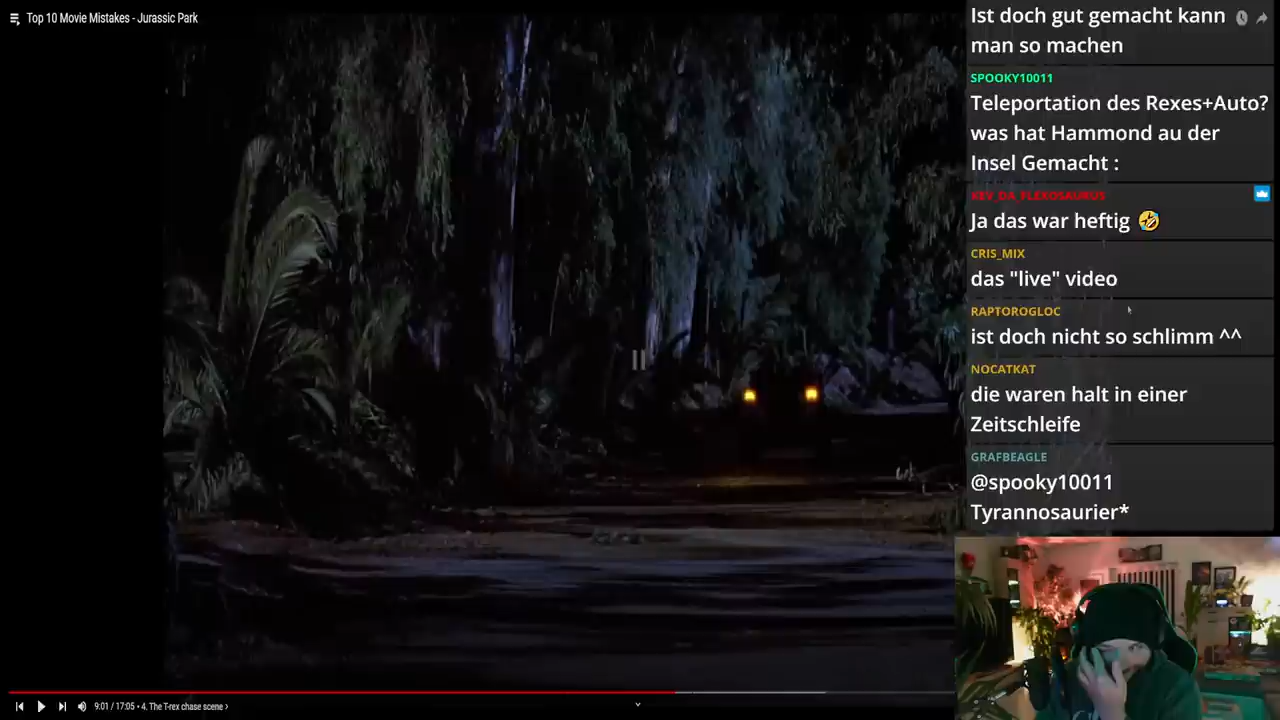 Top 10 Movie Mistakes - Jurassic Park
Ist doch gut gemacht kann
man so machen
SPOOKY10011
Teleportation des Rexes+Auto?
was hat Hammond au der
Insel Gemacht :
KEV_DA_FLEXOSAURUS
Ja das war heftig 🤣
CRIS_MIX
das "live" video
RAPTOROGLOC
ist doch nicht so schlimm ^^
NOCATKAT
die waren halt in einer
Zeitschleife
GRAFBEAGLE
@spooky10011
Tyrannosaurier*
9:01 / 17:05 • 4. The T-rex chase scene ›